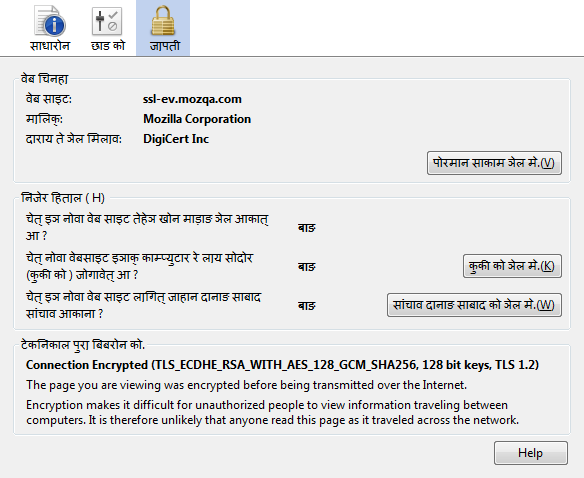 साधारोन छाड को जापती
वेब चिनहा
वेब साइट: ssl-ev.mozqa.com
मालिक्: Mozilla Corporation
दाराय ते ञेल मिलाव: DigiCert Inc
पोरमान साकाम ञेल मे.(V)
निजेर हिताल ( H)
चेत् इञ नोवा वेब साइट तेहेञ खोन माड़ाङ ञेल आकात्
आ ? बाङ
चेत् नोवा वेबसाइट इञाक् काम्प्युटार रे लाय सोदोर
(कुकी को ) जोगावेत् आ ? बाङ कुकी को ञेल मे.(K)
चेत् इञ नोवा वेब साइट लागित् जाहान दानाङ साबाद
सांचाव आकाना ? बाङ सांचाव दानाङ साबाद को ञेल मे.(W)
टेकनिकाल पुरा बिबरोन को.
Connection Encrypted (TLS_ECDHE_RSA_WITH_AES_128_GCM_SHA256, 128 bit keys, TLS 1.2)
The page you are viewing was encrypted before being transmitted over the Internet.
Encryption makes it difficult for unauthorized people to view information traveling between
computers. It is therefore unlikely that anyone read this page as it traveled across the network.
Help